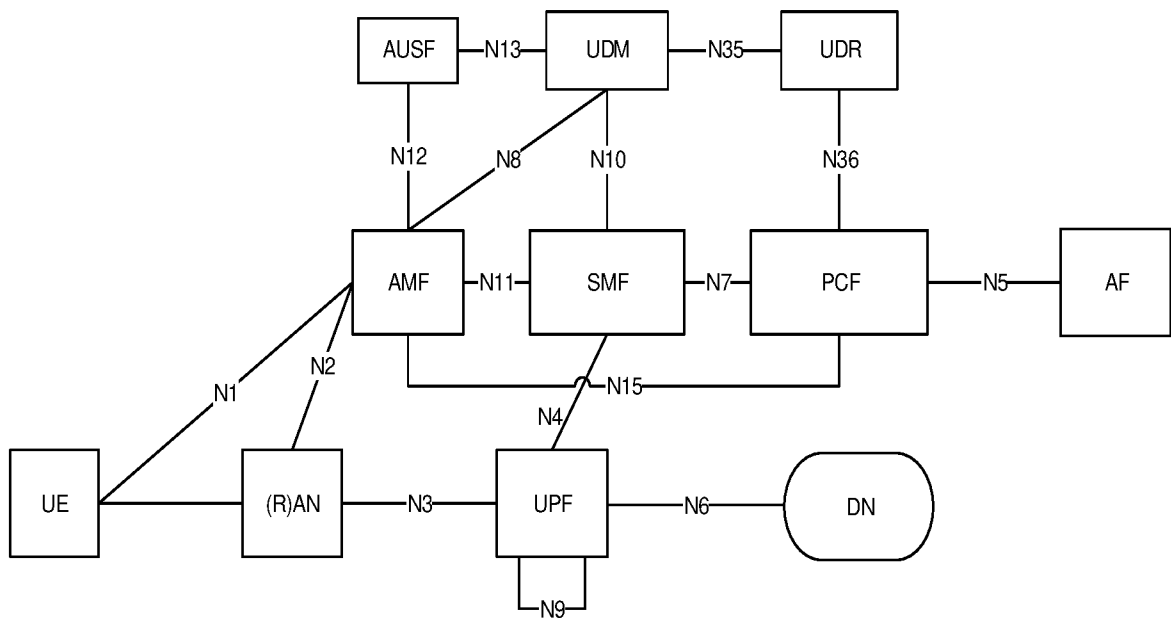 AUSF N13 UDM N35 UDR
N12 N8 N10 N36
AMF N11 SMF N7 PCF N5 AF
N2
N1 N15
N4
UE (R)AN N3 UPF N6 DN
N9